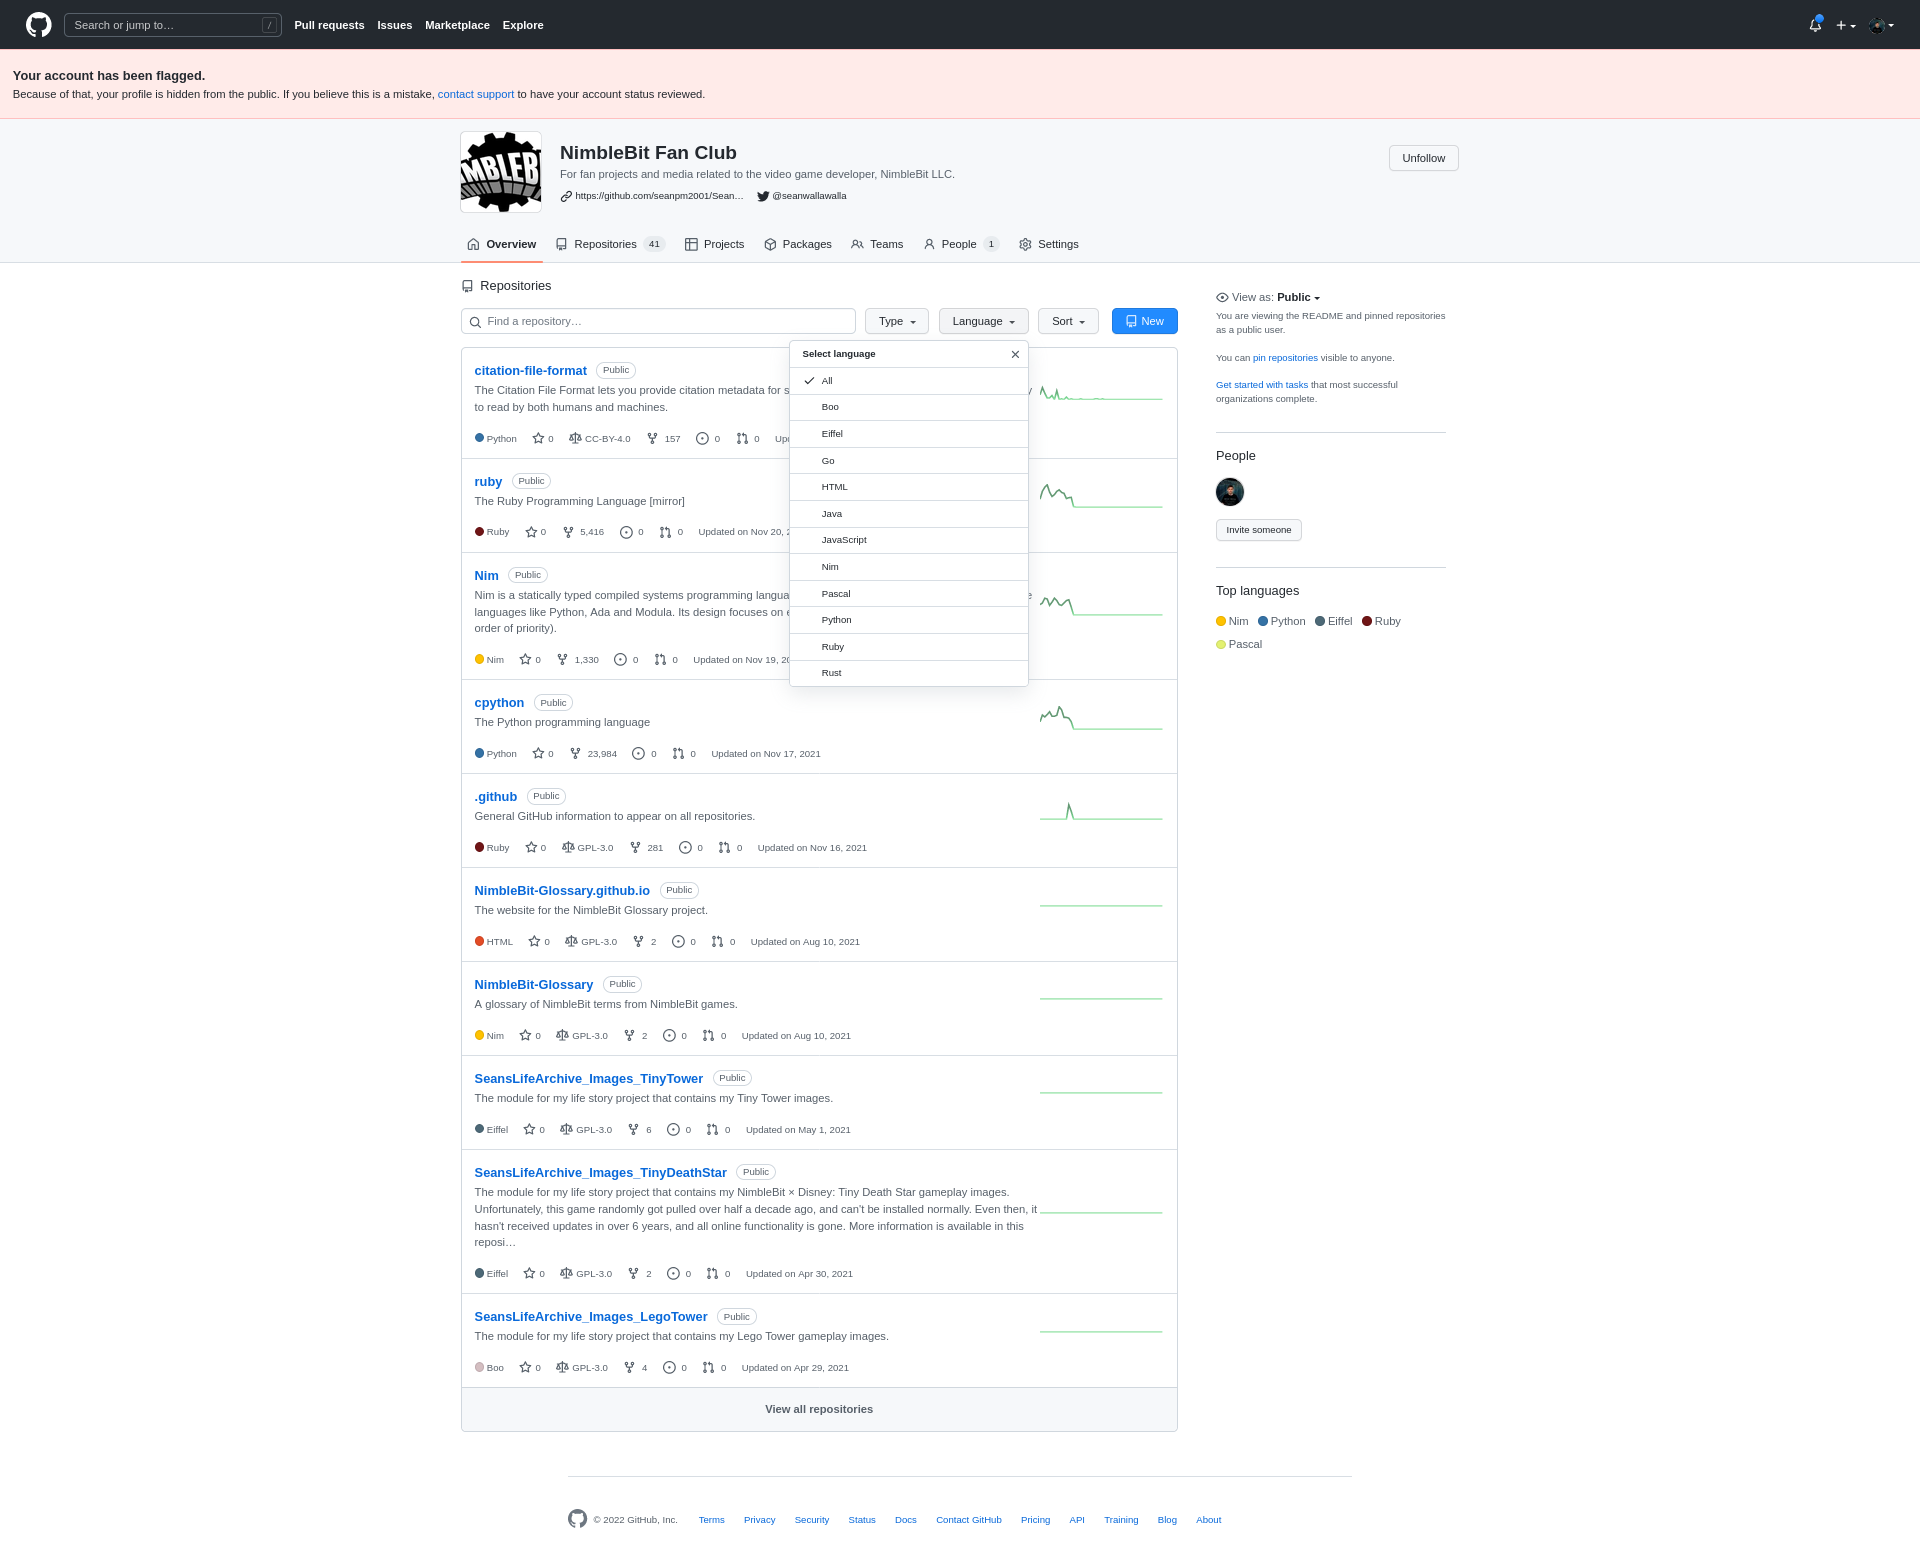 Search or jump to…
/
Pull requests
Issues
Marketplace
Explore
Your account has been flagged.
Because of that, your profile is hidden from the public. If you believe this is a mistake, contact support to have your account status reviewed.
MBLEB
NimbleBit Fan Club
For fan projects and media related to the video game developer, NimbleBit LLC.
https://github.com/seanpm2001/Sean…
@seanwallawalla
Unfollow
Overview
Repositories 41
Projects
Packages
Teams
People 1
Settings
Repositories
Find a repository…
Type
Language
Sort
New
Select language
All
Boo
Eiffel
Go
HTML
Java
JavaScript
Nim
Pascal
Python
Ruby
Rust
citation-file-format Public
The Citation File Format lets you provide citation metadata for s
to read by both humans and machines.
Python 0 CC-BY-4.0 157 0 0
ruby Public
The Ruby Programming Language [mirror]
Ruby 0 5,416 0 0 Updated on Nov 20,
Nim Public
Nim is a statically typed compiled systems programming langua
languages like Python, Ada and Modula. Its design focuses on e
order of priority).
Nim 0 1,330 0 0 Updated on Nov 19, 20
cpython Public
The Python programming language
Python 0 23,984 0 0 Updated on Nov 17, 2021
.github Public
General GitHub information to appear on all repositories.
Ruby 0 GPL-3.0 281 0 0 Updated on Nov 16, 2021
NimbleBit-Glossary.github.io Public
The website for the NimbleBit Glossary project.
HTML 0 GPL-3.0 2 0 0 Updated on Aug 10, 2021
NimbleBit-Glossary Public
A glossary of NimbleBit terms from NimbleBit games.
Nim 0 GPL-3.0 2 0 0 Updated on Aug 10, 2021
SeansLifeArchive_Images_TinyTower Public
The module for my life story project that contains my Tiny Tower images.
Eiffel 0 GPL-3.0 6 0 0 Updated on May 1, 2021
SeansLifeArchive_Images_TinyDeathStar Public
The module for my life story project that contains my NimbleBit × Disney: Tiny Death Star gameplay images.
Unfortunately, this game randomly got pulled over half a decade ago, and can't be installed normally. Even then, it
hasn't received updates in over 6 years, and all online functionality is gone. More information is available in this
reposi…
Eiffel 0 GPL-3.0 2 0 0 Updated on Apr 30, 2021
SeansLifeArchive_Images_LegoTower Public
The module for my life story project that contains my Lego Tower gameplay images.
Boo 0 GPL-3.0 4 0 0 Updated on Apr 29, 2021
View all repositories
View as: Public
You are viewing the README and pinned repositories
as a public user.
You can pin repositories visible to anyone.
Get started with tasks that most successful
organizations complete.
People
Invite someone
Top languages
Nim Python Eiffel Ruby
Pascal
© 2022 GitHub, Inc.
Terms
Privacy
Security
Status
Docs
Contact GitHub
Pricing
API
Training
Blog
About